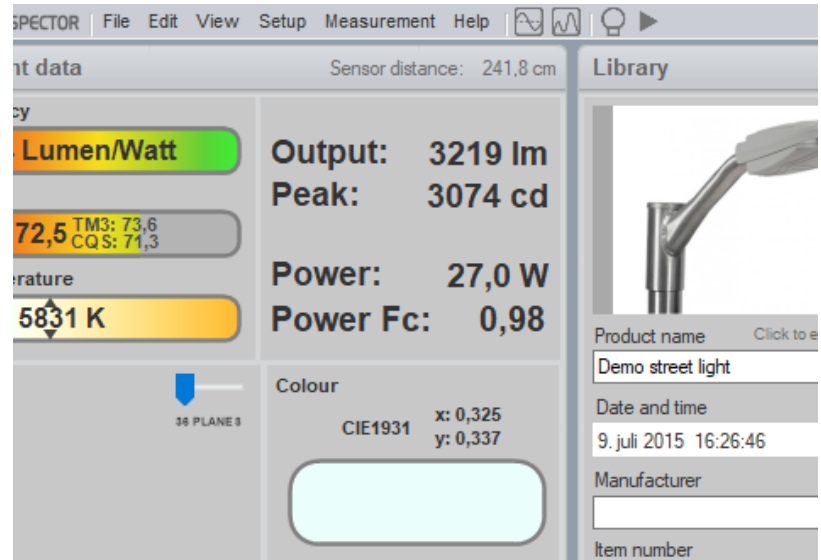 SPECTOR File Edit View Setup Measurement Help
nt data Sensor distance: 241,8 cm
cy
Lumen/Watt
72,5 TM3: 73,6
CQS: 71,3
erature
5831 K
36 PLANES
Output: 3219 lm
Peak: 3074 cd
Power: 27,0 W
Power Fc: 0,98
Colour
CIE1931 x: 0,325
y: 0,337
Library
Product name Click to e
Demo street light
Date and time
9. juli 2015 16:26:46
Manufacturer
Item number